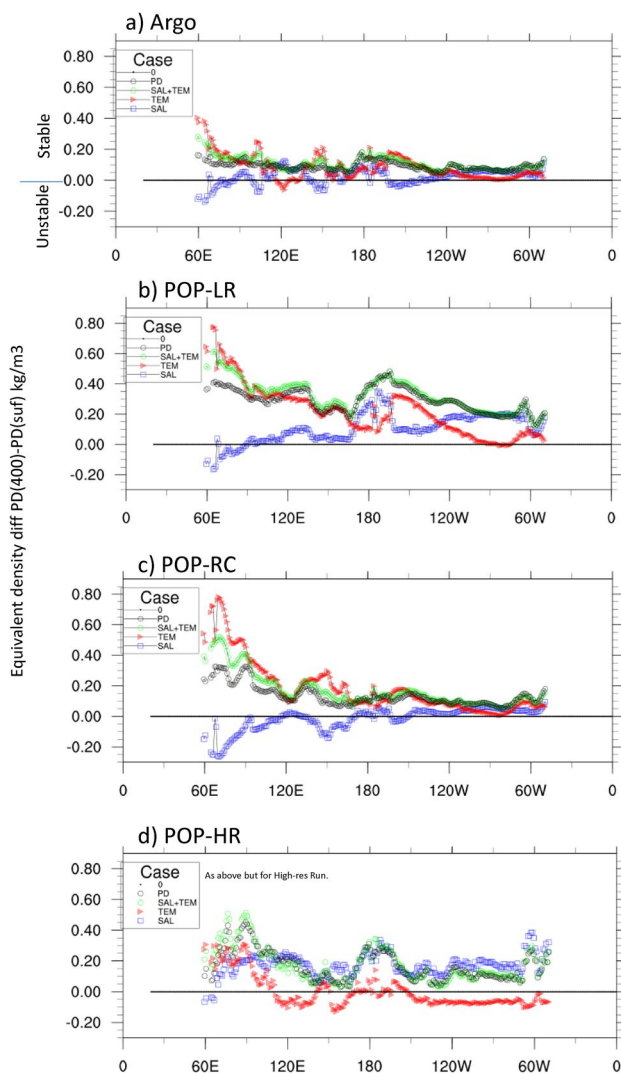 a) Argo
Case
0
PD
SAL+TEM
TEM
SAL
0.80
0.60
0.40
0.20
0.00
-0.20
Stable
Unstable
0 60E 120E 180 120W 60W 0
b) POP-LR
Case
0
PD
SAL+TEM
TEM
SAL
0.80
0.60
0.40
0.20
0.00
-0.20
0 60E 120E 180 120W 60W 0
Equivalent density diff PD(400)-PD(suf) kg/m3
c) POP-RC
Case
0
PD
SAL+TEM
TEM
SAL
0.80
0.60
0.40
0.20
0.00
-0.20
0 60E 120E 180 120W 60W 0
d) POP-HR
Case
0
PD
SAL+TEM
TEM
SAL
As above but for High-res Run.
0.80
0.60
0.40
0.20
0.00
-0.20
0 60E 120E 180 120W 60W 0